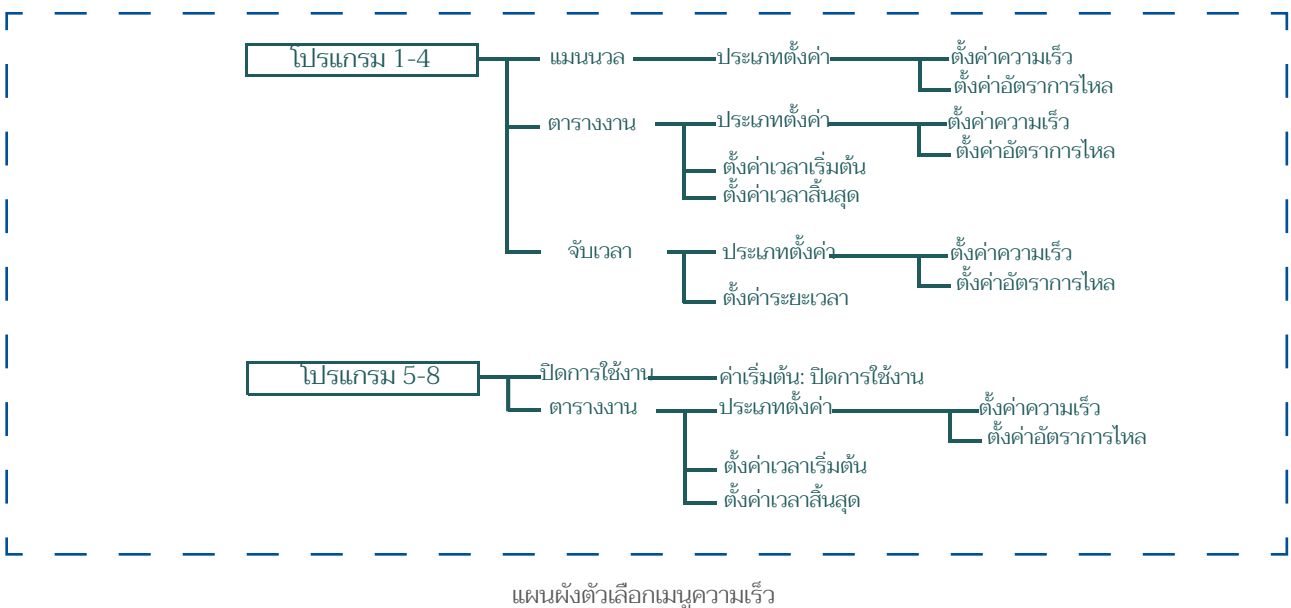 โปรแกรม 1-4 แมนนวล ประเภทตั้งค่า ตั้งค่าความเร็ว
ตั้งค่าอัตราการไหล
ตารางงาน ประเภทตั้งค่า ตั้งค่าความเร็ว
ตั้งค่าอัตราการไหล
ตั้งค่าเวลาเริ่มต้น
ตั้งค่าเวลาสิ้นสุด
จับเวลา ประเภทตั้งค่า ตั้งค่าความเร็ว
ตั้งค่าอัตราการไหล
ตั้งค่าระยะเวลา
โปรแกรม 5-8 ปิดการใช้งาน ค่าเริ่มต้น: ปิดการใช้งาน
ตารางงาน ประเภทตั้งค่า ตั้งค่าความเร็ว
ตั้งค่าอัตราการไหล
ตั้งค่าเวลาเริ่มต้น
ตั้งค่าเวลาสิ้นสุด
แผนผังตัวเลือกเมนูความเร็ว